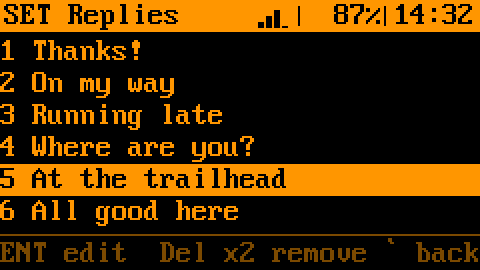 SET Replies 87%|14:32
1 Thanks!
2 On my way
3 Running late
4 Where are you?
5 At the trailhead
6 All good here
ENT edit Del x2 remove ` back